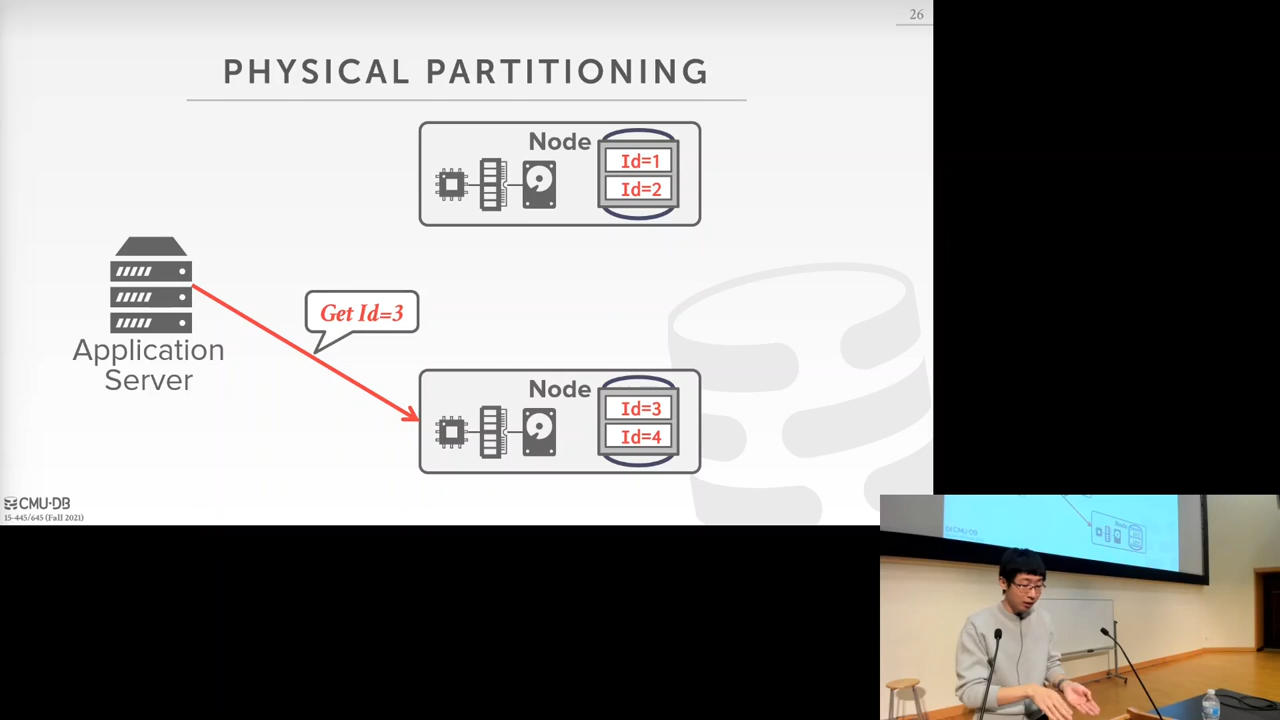 26
PHYSICAL PARTITIONING
Node
Id=1
Id=2
Get Id=3
Application
Server
Node
Id=3
Id=4
CMU·DB
15-445/645 (Fall 2021)